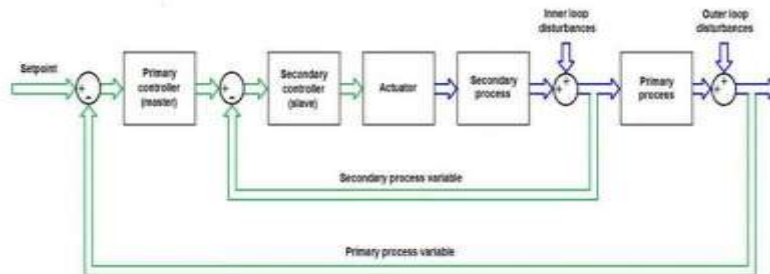 Inner loop
disturbances
Outer loop
disturbances
Setpoint
Primary
controller
(master)
Secondary
controller
(slave)
Actuator
Secondary
process
Primary
process
Secondary process variable
Primary process variable